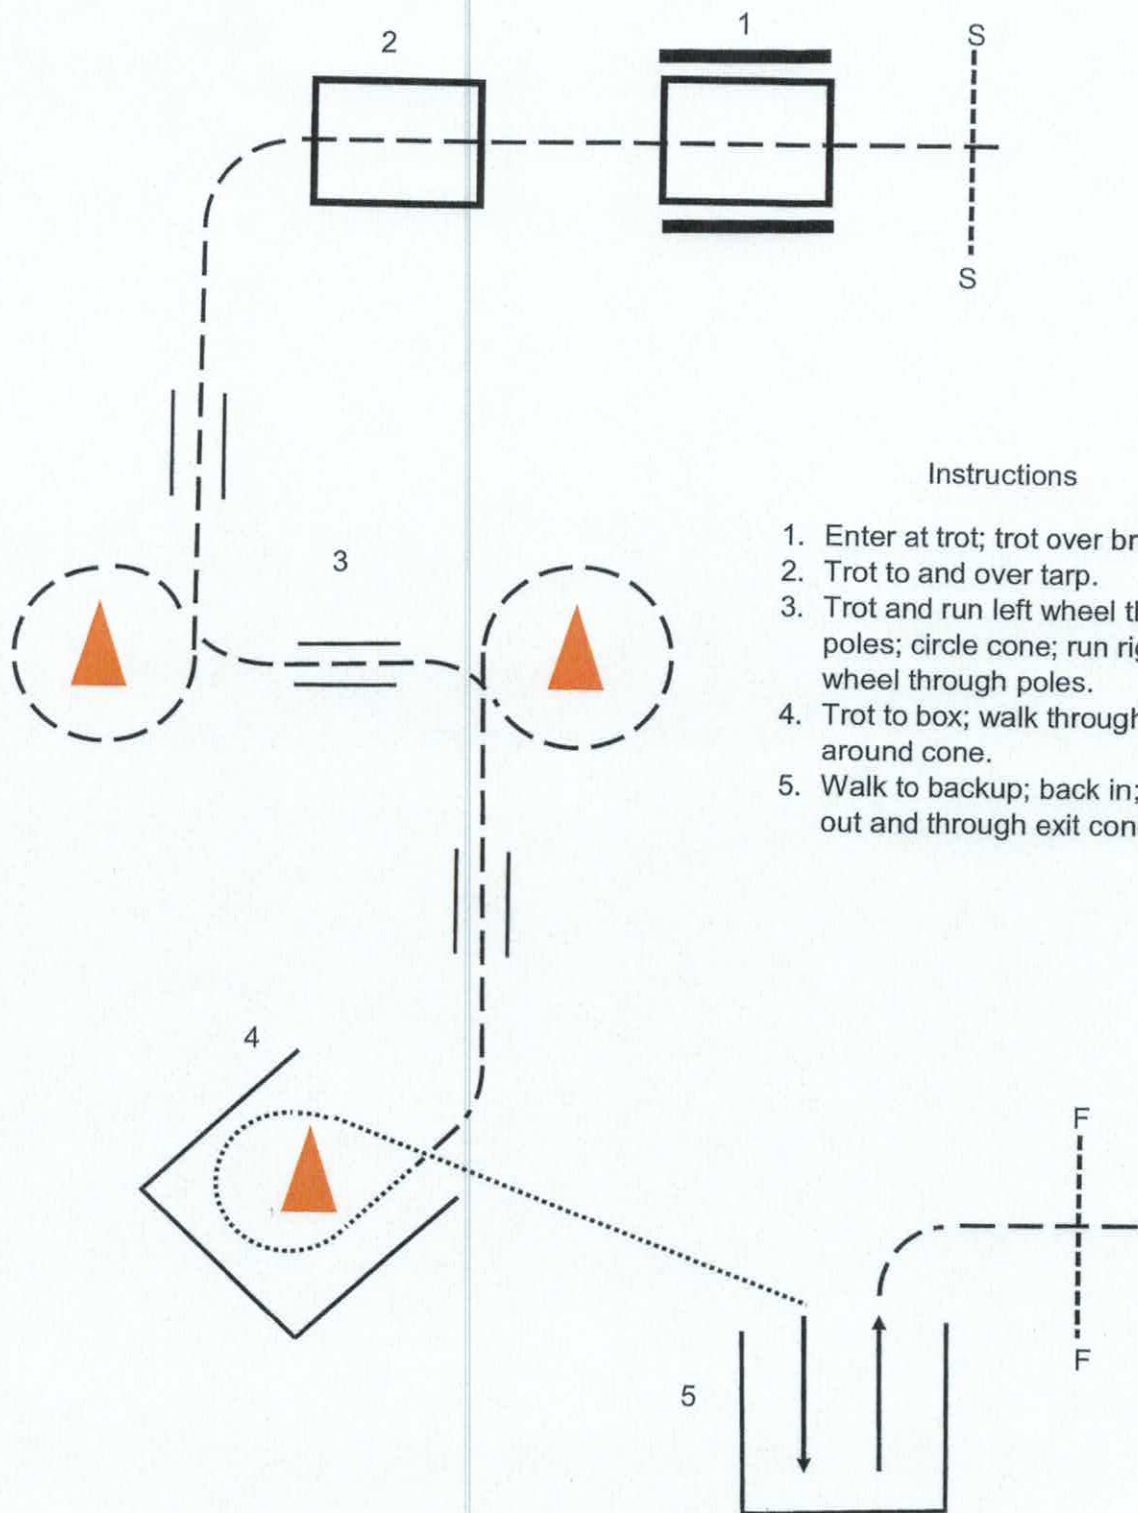 2
1
S
S
Instructions
1. Enter at trot; trot over
2. Trot to and over tarp.
3. Trot and run left wheel
poles; circle cone; run
wheel through poles.
3
4. Trot to box; walk through
around cone.
5. Walk to backup; back in;
out and through exit
4
F
F
5